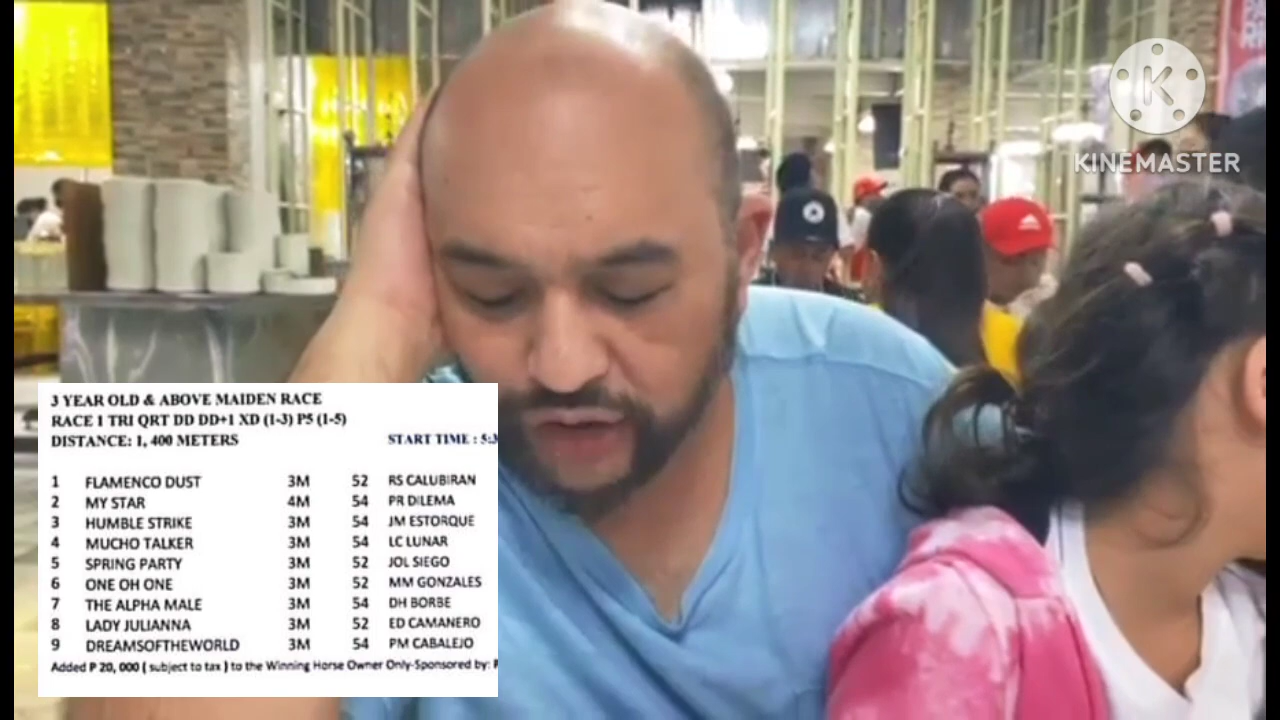 K
KINEMASTER
3 YEAR OLD & ABOVE MAIDEN RACE
RACE 1 TRI QRT DD DD+1 XD (1-3) P5 (1-5)
DISTANCE: 1, 400 METERS START TIME : 5:3
1 FLAMENCO DUST 3M 52 RS CALUBIRAN
2 MY STAR 4M 54 PR DILEMA
3 HUMBLE STRIKE 3M 54 JM ESTORQUE
4 MUCHO TALKER 3M 54 LC LUNAR
5 SPRING PARTY 3M 52 JOL SIEGO
6 ONE OH ONE 3M 52 MM GONZALES
7 THE ALPHA MALE 3M 54 DH BORBE
8 LADY JULIANNA 3M 52 ED CAMANERO
9 DREAMSOFTHEWORLD 3M 54 PM CABALEJO
Added P 20, 000 ( subject to tax ) to the Winning Horse Owner Only-Sponsored by: